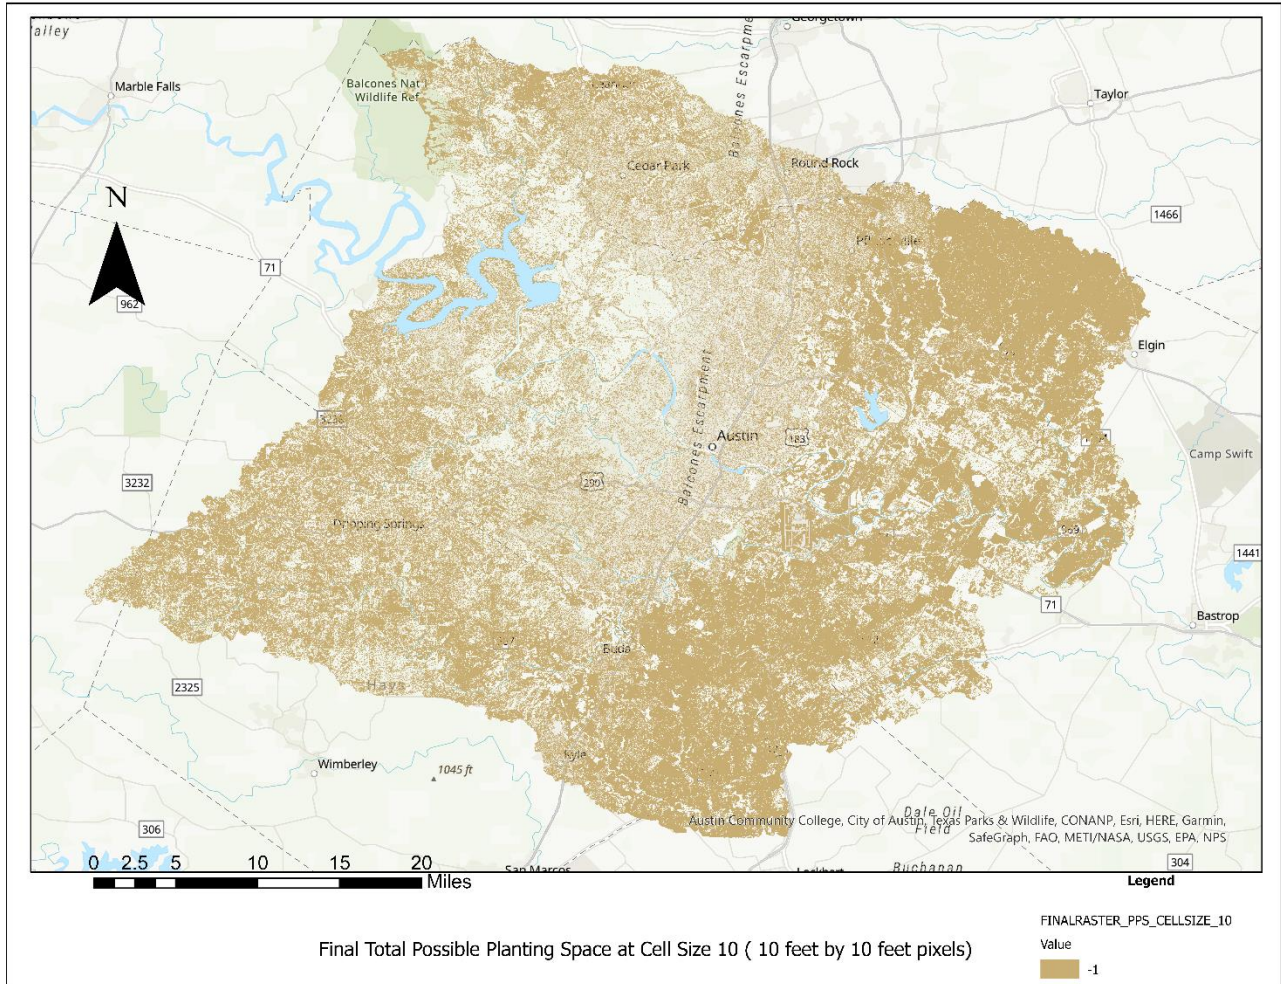 Georgetown
alley
Balcones Escarpment
Marble Falls
Balcones Nat'l
Wildlife Ref
Taylor
Cedar Park
Round Rock
N
1466
71
962
Elgin
Balcones Escarpment
Austin
183
Camp Swift
3232
290
Dripping Springs
969
1441
71
Bastrop
Buda
2325
Hays
Kyle
Wimberley
1045 ft
Dale Oil
Field
Austin Community College, City of Austin, Texas Parks & Wildlife, CONANP, Esri, HERE, Garmin,
SafeGraph, FAO, METI/NASA, USGS, EPA, NPS
306
304
0 2.5 5 10 15 20
Miles
San Marcos
Lockhart
Buchanan
Legend
FINALRASTER_PPS_CELLSIZE_10
Value
-1
Final Total Possible Planting Space at Cell Size 10 ( 10 feet by 10 feet pixels)